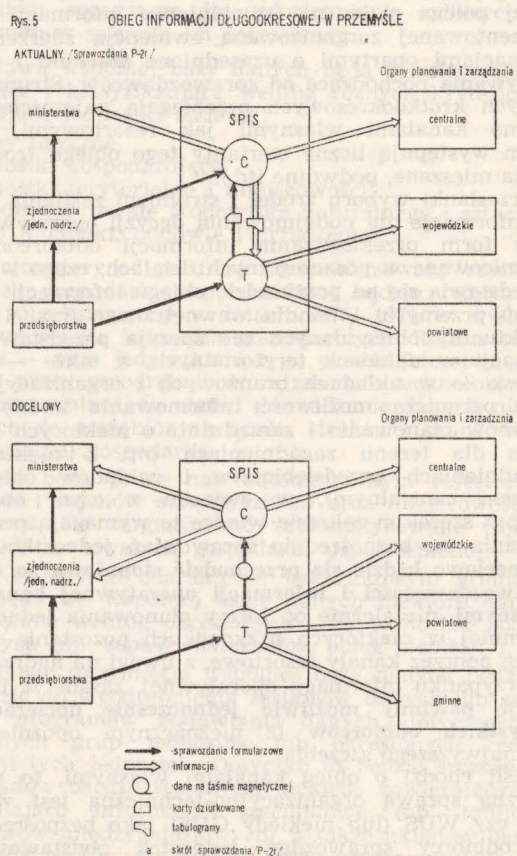 Rys. 5 OBIEG INFORMACJI DŁUGOOKRESOWEJ W PRZEMYŚLE
AKTUALNY /Sprawozdania P-2r/
Organy planowania i zarządzania
ministerstwa
SPIS
centralne
C
zjednoczenia
/jedn. nadrz./
wojewódzkie
T
przedsiębiorstwa
powiatowe
DOCELOWY
Organy planowania i zarządzania
ministerstwa
SPIS
centralne
C
wojewódzkie
zjednoczenia
/jedn. nadrz./
powiatowe
T
przedsiębiorstwa
gminne
sprawozdania formularzowe
informacje
dane na taśmie magnetycznej
karty dziurkowane
tabulogramy
a skrót sprawozdania /P-2r/